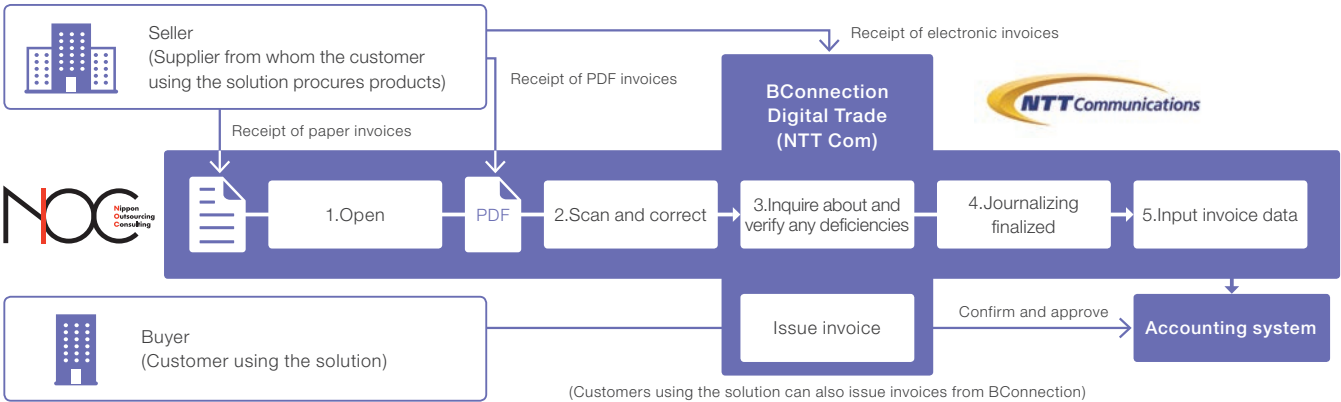 Seller
(Supplier from whom the customer
using the solution procures products)
Receipt of electronic invoices
Receipt of PDF invoices
Receipt of paper invoices
BConnection
Digital Trade
(NTT Com)
NTT Communications
NOC
Nippon
Outsourcing
Consulting
1.Open
PDF
2.Scan and correct
3.Inquire about and
verify any deficiencies
4.Journalizing
finalized
5.Input invoice data
Buyer
(Customer using the solution)
Issue invoice
Confirm and approve
Accounting system
(Customers using the solution can also issue invoices from BConnection)